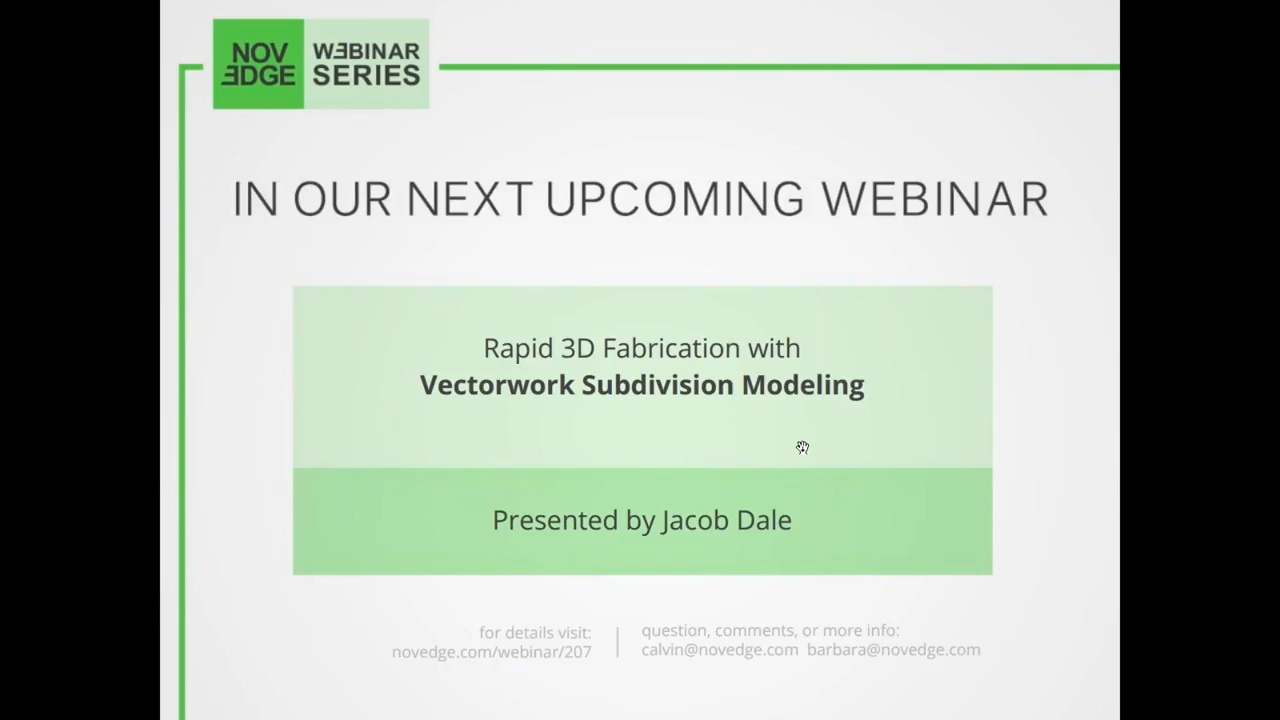 NOV
EDGE
WEBINAR
SERIES
IN OUR NEXT UPCOMING WEBINAR
Rapid 3D Fabrication with
Vectorwork Subdivision Modeling
Presented by Jacob Dale
for details visit:
novedge.com/webinar/207
question, comments, or more info:
calvin@novedge.com barbara@novedge.com